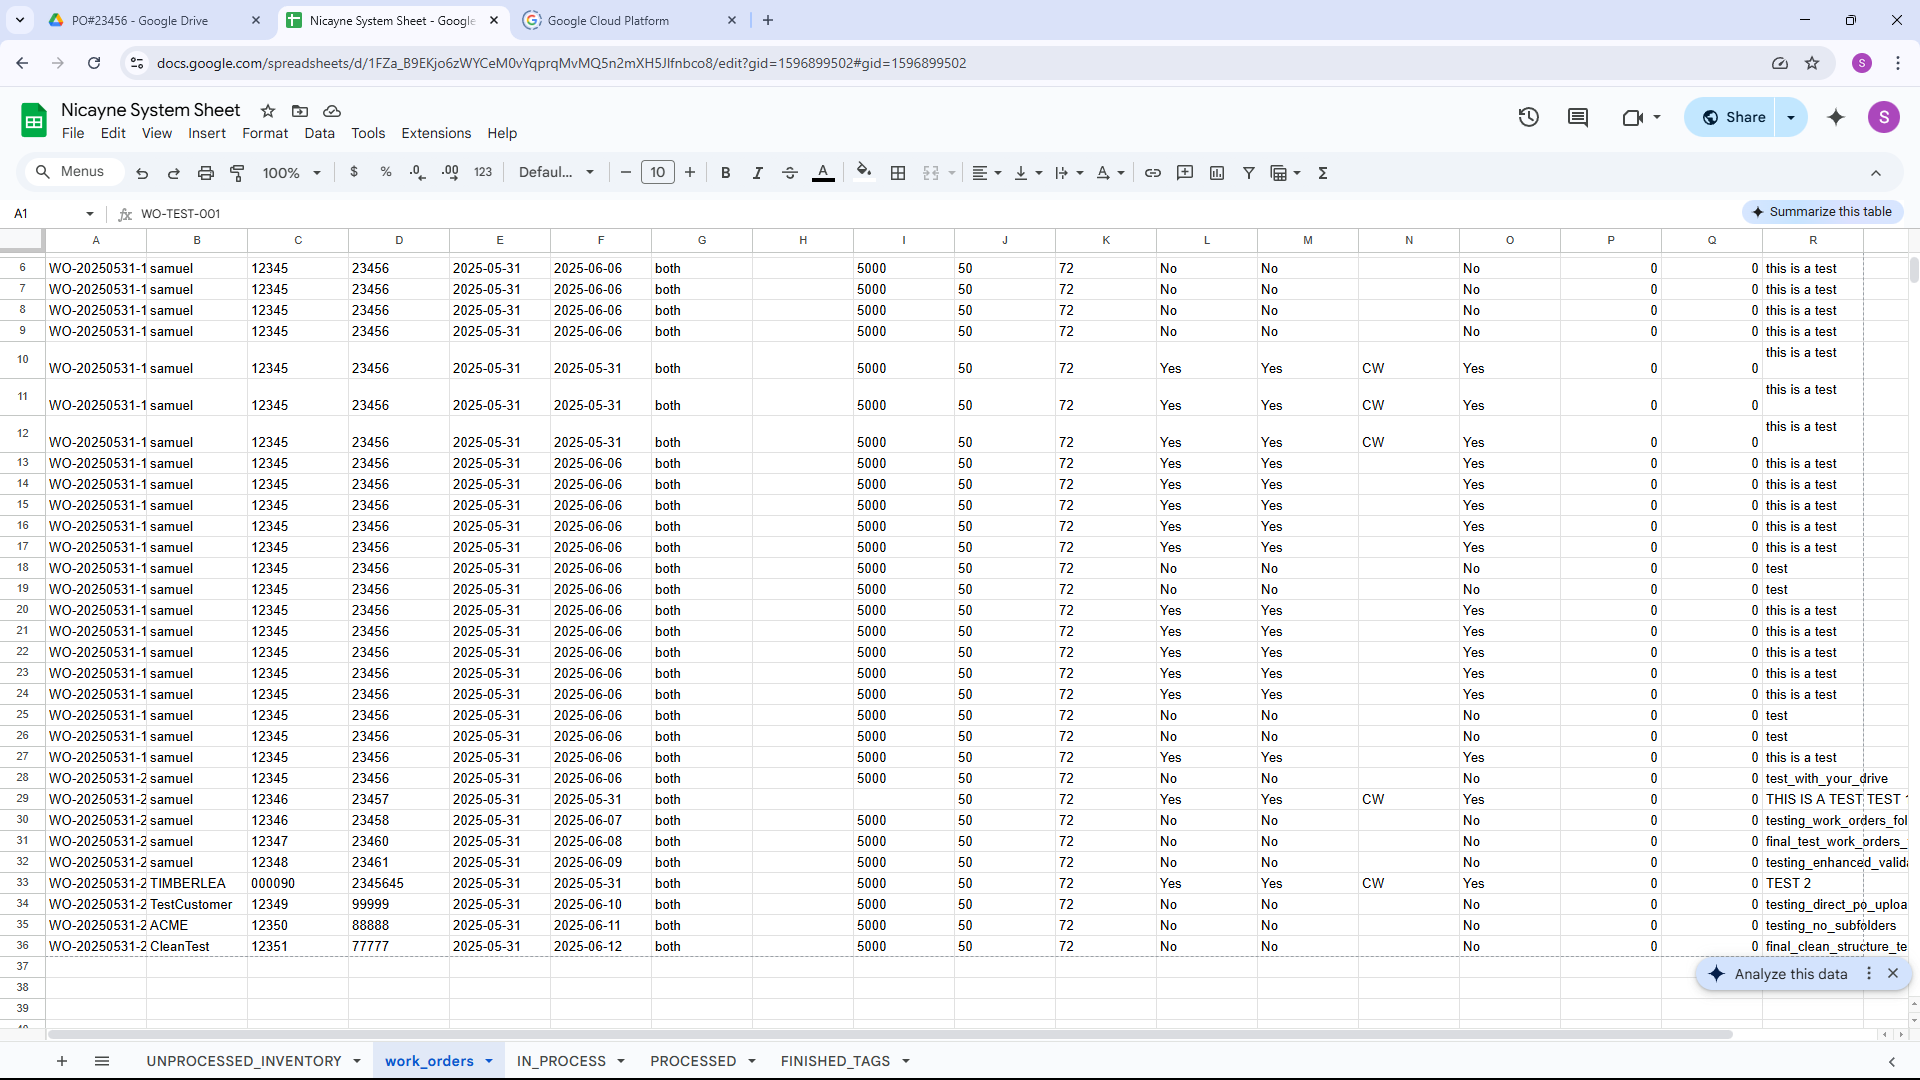 PO#23456 - Google Drive
Nicayne System Sheet - Google
Google Cloud Platform
docs.google.com/spreadsheets/d/1FZa_B9EKjo6zWYCeM0vYqprqMvMQ5n2mXH5Jlfnbco8/edit?gid=1596899502#gid=1596899502
S
Nicayne System Sheet
File Edit View Insert Format Data Tools Extensions Help
Share
S
Menus 100% $ % .0 .00 123 Defaul... 10 B I A
A1 fx WO-TEST-001
Summarize this table
A B C D E F G H I J K L M N O P Q R
6 WO-20250531-1 samuel 12345 23456 2025-05-31 2025-06-06 both 5000 50 72 No No No 0 0 this is a test
7 WO-20250531-1 samuel 12345 23456 2025-05-31 2025-06-06 both 5000 50 72 No No No 0 0 this is a test
8 WO-20250531-1 samuel 12345 23456 2025-05-31 2025-06-06 both 5000 50 72 No No No 0 0 this is a test
9 WO-20250531-1 samuel 12345 23456 2025-05-31 2025-06-06 both 5000 50 72 No No No 0 0 this is a test
10 WO-20250531-1 samuel 12345 23456 2025-05-31 2025-05-31 both 5000 50 72 Yes Yes CW Yes 0 0 this is a test
11 WO-20250531-1 samuel 12345 23456 2025-05-31 2025-05-31 both 5000 50 72 Yes Yes CW Yes 0 0 this is a test
12 WO-20250531-1 samuel 12345 23456 2025-05-31 2025-05-31 both 5000 50 72 Yes Yes CW Yes 0 0 this is a test
13 WO-20250531-1 samuel 12345 23456 2025-05-31 2025-06-06 both 5000 50 72 Yes Yes Yes 0 0 this is a test
14 WO-20250531-1 samuel 12345 23456 2025-05-31 2025-06-06 both 5000 50 72 Yes Yes Yes 0 0 this is a test
15 WO-20250531-1 samuel 12345 23456 2025-05-31 2025-06-06 both 5000 50 72 Yes Yes Yes 0 0 this is a test
16 WO-20250531-1 samuel 12345 23456 2025-05-31 2025-06-06 both 5000 50 72 Yes Yes Yes 0 0 this is a test
17 WO-20250531-1 samuel 12345 23456 2025-05-31 2025-06-06 both 5000 50 72 Yes Yes Yes 0 0 this is a test
18 WO-20250531-1 samuel 12345 23456 2025-05-31 2025-06-06 both 5000 50 72 No No No 0 0 test
19 WO-20250531-1 samuel 12345 23456 2025-05-31 2025-06-06 both 5000 50 72 No No No 0 0 test
20 WO-20250531-1 samuel 12345 23456 2025-05-31 2025-06-06 both 5000 50 72 Yes Yes Yes 0 0 this is a test
21 WO-20250531-1 samuel 12345 23456 2025-05-31 2025-06-06 both 5000 50 72 Yes Yes Yes 0 0 this is a test
22 WO-20250531-1 samuel 12345 23456 2025-05-31 2025-06-06 both 5000 50 72 Yes Yes Yes 0 0 this is a test
23 WO-20250531-1 samuel 12345 23456 2025-05-31 2025-06-06 both 5000 50 72 Yes Yes Yes 0 0 this is a test
24 WO-20250531-1 samuel 12345 23456 2025-05-31 2025-06-06 both 5000 50 72 Yes Yes Yes 0 0 this is a test
25 WO-20250531-1 samuel 12345 23456 2025-05-31 2025-06-06 both 5000 50 72 No No No 0 0 test
26 WO-20250531-1 samuel 12345 23456 2025-05-31 2025-06-06 both 5000 50 72 No No No 0 0 test
27 WO-20250531-1 samuel 12345 23456 2025-05-31 2025-06-06 both 5000 50 72 Yes Yes Yes 0 0 this is a test
28 WO-20250531-2 samuel 12345 23456 2025-05-31 2025-06-06 both 5000 50 72 No No No 0 0 test_with_your_drive
29 WO-20250531-2 samuel 12346 23457 2025-05-31 2025-05-31 both 50 72 Yes Yes CW Yes 0 0 THIS IS A TEST TEST
30 WO-20250531-2 samuel 12346 23458 2025-05-31 2025-06-07 both 5000 50 72 No No No 0 0 testing_work_orders_fol
31 WO-20250531-2 samuel 12347 23460 2025-05-31 2025-06-08 both 5000 50 72 No No No 0 0 final_test_work_orders_
32 WO-20250531-2 samuel 12348 23461 2025-05-31 2025-06-09 both 5000 50 72 No No No 0 0 testing_enhanced_valida
33 WO-20250531-2 TIMBERLEA 000090 2345645 2025-05-31 2025-05-31 both 5000 50 72 Yes Yes CW Yes 0 0 TEST 2
34 WO-20250531-2 TestCustomer 12349 99999 2025-05-31 2025-06-10 both 5000 50 72 No No No 0 0 testing_direct_po_uploa
35 WO-20250531-2 ACME 12350 88888 2025-05-31 2025-06-11 both 5000 50 72 No No No 0 0 testing_no_subfolders
36 WO-20250531-2 CleanTest 12351 77777 2025-05-31 2025-06-12 both 5000 50 72 No No No 0 0 final_clean_structure_te
37
38
39
Analyze this data
UNPROCESSED_INVENTORY work_orders IN_PROCESS PROCESSED FINISHED_TAGS